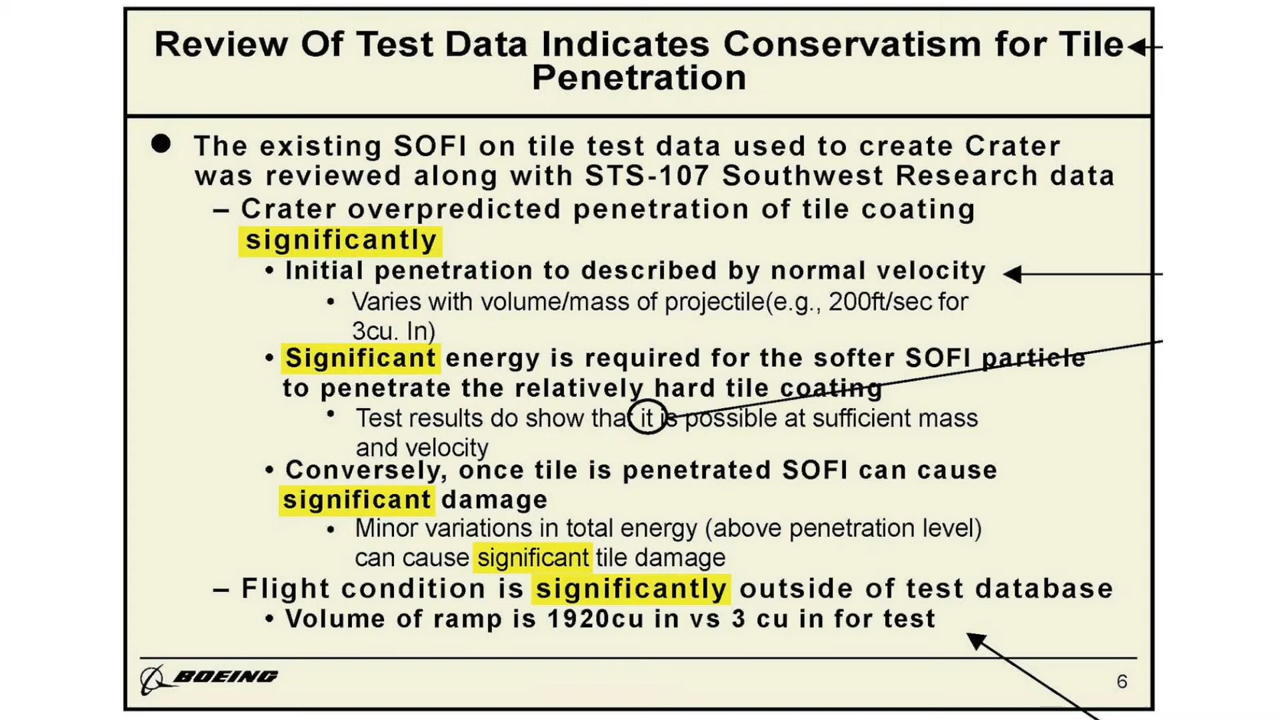 Review Of Test Data Indicates Conservatism for Tile
Penetration
● The existing SOFI on tile test data used to create Crater
was reviewed along with STS-107 Southwest Research data
– Crater overpredicted penetration of tile coating
significantly
• Initial penetration to described by normal velocity
• Varies with volume/mass of projectile(e.g., 200ft/sec for
3cu. In)
• Significant energy is required for the softer SOFI particle
to penetrate the relatively hard tile coating
• Test results do show that it is possible at sufficient mass
and velocity
• Conversely, once tile is penetrated SOFI can cause
significant damage
• Minor variations in total energy (above penetration level)
can cause significant tile damage
– Flight condition is significantly outside of test database
• Volume of ramp is 1920cu in vs 3 cu in for test
BOEING
6